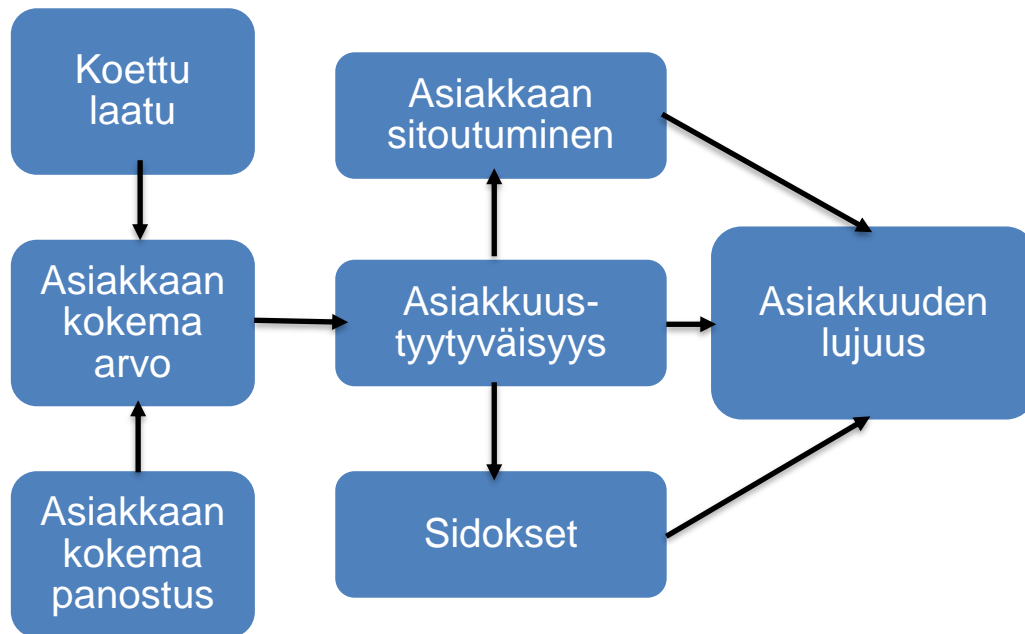 Koettu
laatu
Asiakkaan
kokema
arvo
Asiakkaan
kokema
panostus
Asiakkaan
sitoutuminen
Asiakkuus-
tyytyväisyys
Sidokset
Asiakkuuden
lujuus